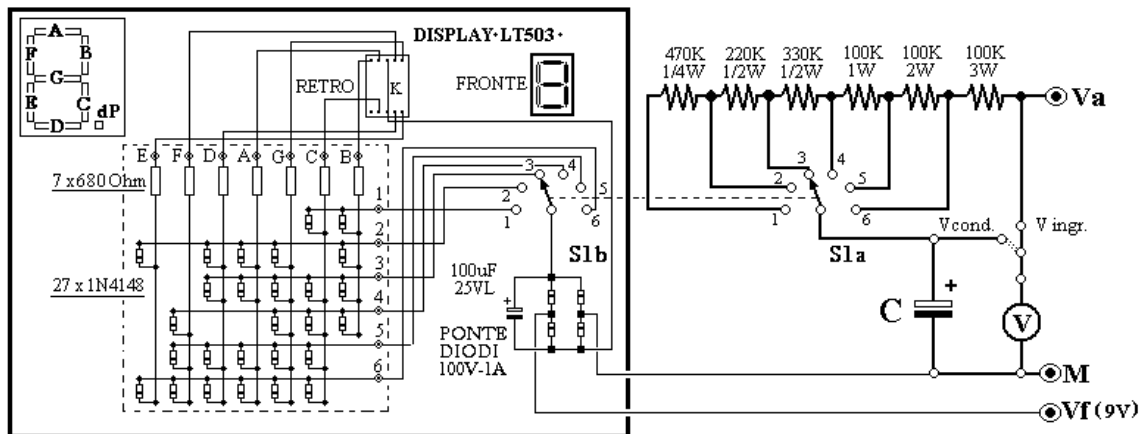 A
F B
G
E C
D dP
DISPLAY·LT503·
RETRO
K
FRONTE
E F D A G C B
7 x 680 Ohm
27 x 1N4148
1
2
3
4
5
6
1
2
3
4
5
6
S1b
100uF
25VL
+
PONTE
DIODI
100V-1A
470K
1/4W
220K
1/2W
330K
1/2W
100K
1W
100K
2W
100K
3W
Va
1
2
3
4
5
6
S1a
Vcond.
V ingr.
C
+
V
M
Vf (9V)